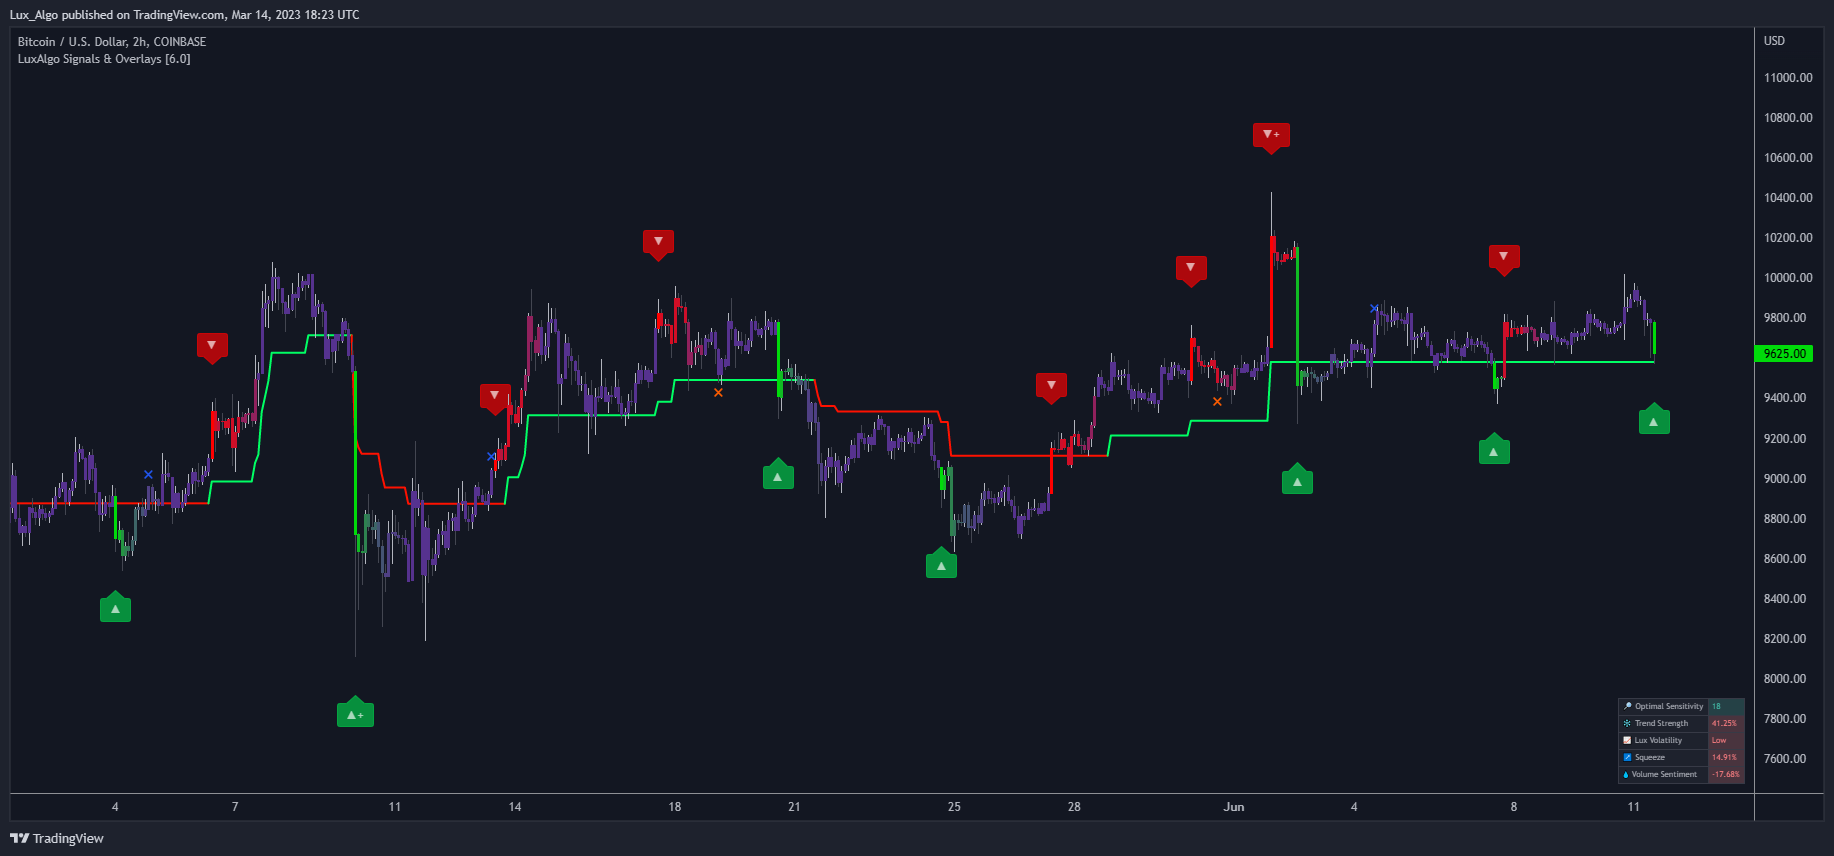 Lux_Algo published on TradingView.com, Mar 14, 2023 18:23 UTC
Bitcoin / U.S. Dollar, 2h, COINBASE
LuxAlgo Signals & Overlays [6.0]
USD
11000.00
10800.00
10600.00
10400.00
10200.00
10000.00
9800.00
9625.00
9400.00
9200.00
9000.00
8800.00
8600.00
8400.00
8200.00
8000.00
7800.00
7600.00
▼+
▼
▼
▼
▼
▼
▼
▲
▲
▲
▲
▲
▲
▲+
Optimal Sensitivity 18
Trend Strength 41.25%
Lux Volatility Low
Squeeze 14.91%
Volume Sentiment -17.68%
4 7 11 14 18 21 25 28 Jun 4 8 11
TradingView